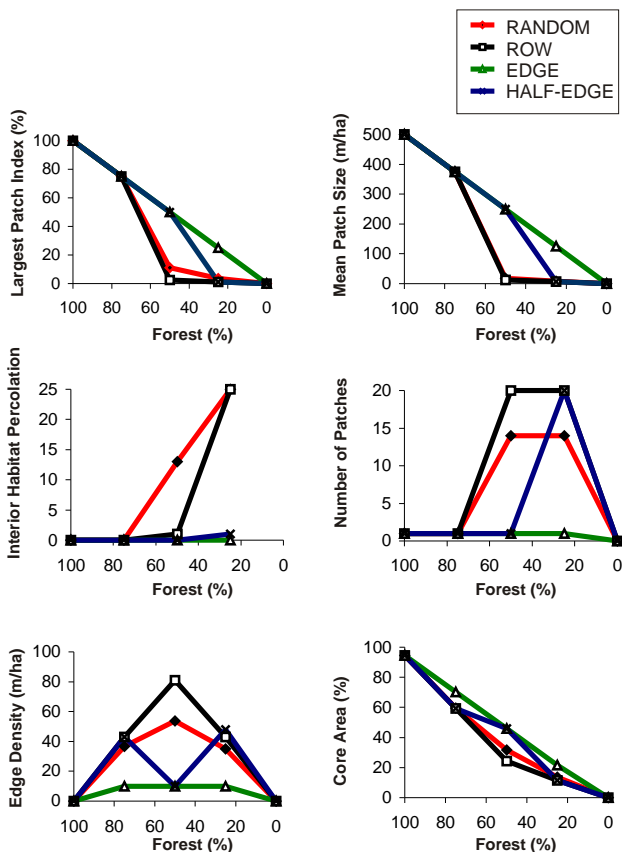 RANDOM
ROW
EDGE
HALF-EDGE
Largest Patch Index (%)
100
80
60
40
20
0
100 80 60 40 20 0
Forest (%)
Mean Patch Size (m/ha)
500
400
300
200
100
0
100 80 60 40 20 0
Forest (%)
Interior Habitat Percolation
25
20
15
10
5
0
100 80 60 40 20 0
Forest (%)
Number of Patches
20
15
10
5
0
100 80 60 40 20 0
Forest (%)
Edge Density (m/ha)
100
80
60
40
20
0
100 80 60 40 20 0
Forest (%)
Core Area (%)
100
80
60
40
20
0
100 80 60 40 20 0
Forest (%)